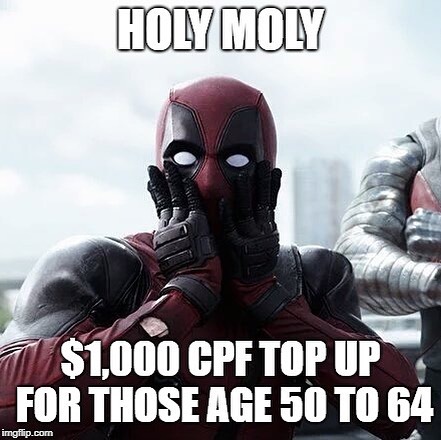 HOLY MOLY
$1,000 CPF TOP UP
FOR THOSE AGE 50 TO 64
imgflip.com